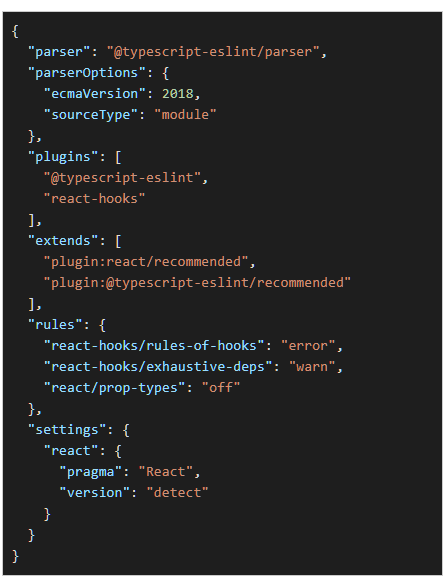 {
  "parser": "@typescript-eslint/parser",
  "parserOptions": {
    "ecmaVersion": 2018,
    "sourceType": "module"
  },
  "plugins": [
    "@typescript-eslint",
    "react-hooks"
  ],
  "extends": [
    "plugin:react/recommended",
    "plugin:@typescript-eslint/recommended"
  ],
  "rules": {
    "react-hooks/rules-of-hooks": "error",
    "react-hooks/exhaustive-deps": "warn",
    "react/prop-types": "off"
  },
  "settings": {
    "react": {
      "pragma": "React",
      "version": "detect"
    }
  }
}